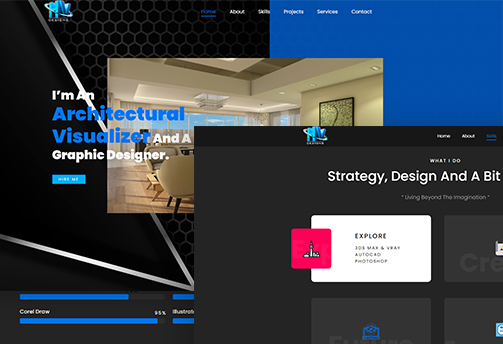 HV
DESIGNS
Home
About
Skills
Projects
Services
Contact
I'm An
Architectural
Visualizer And A
Graphic Designer.
HIRE ME
Corel Draw
95%
Illustrat
HV
DESIGNS
Home
About
Skills
WHAT I DO
Strategy, Design And A Bit
" Living Beyond The Imagination "
EXPLORE
3DS MAX & VRAY
AUTOCAD
PHOTOSHOP
Cre